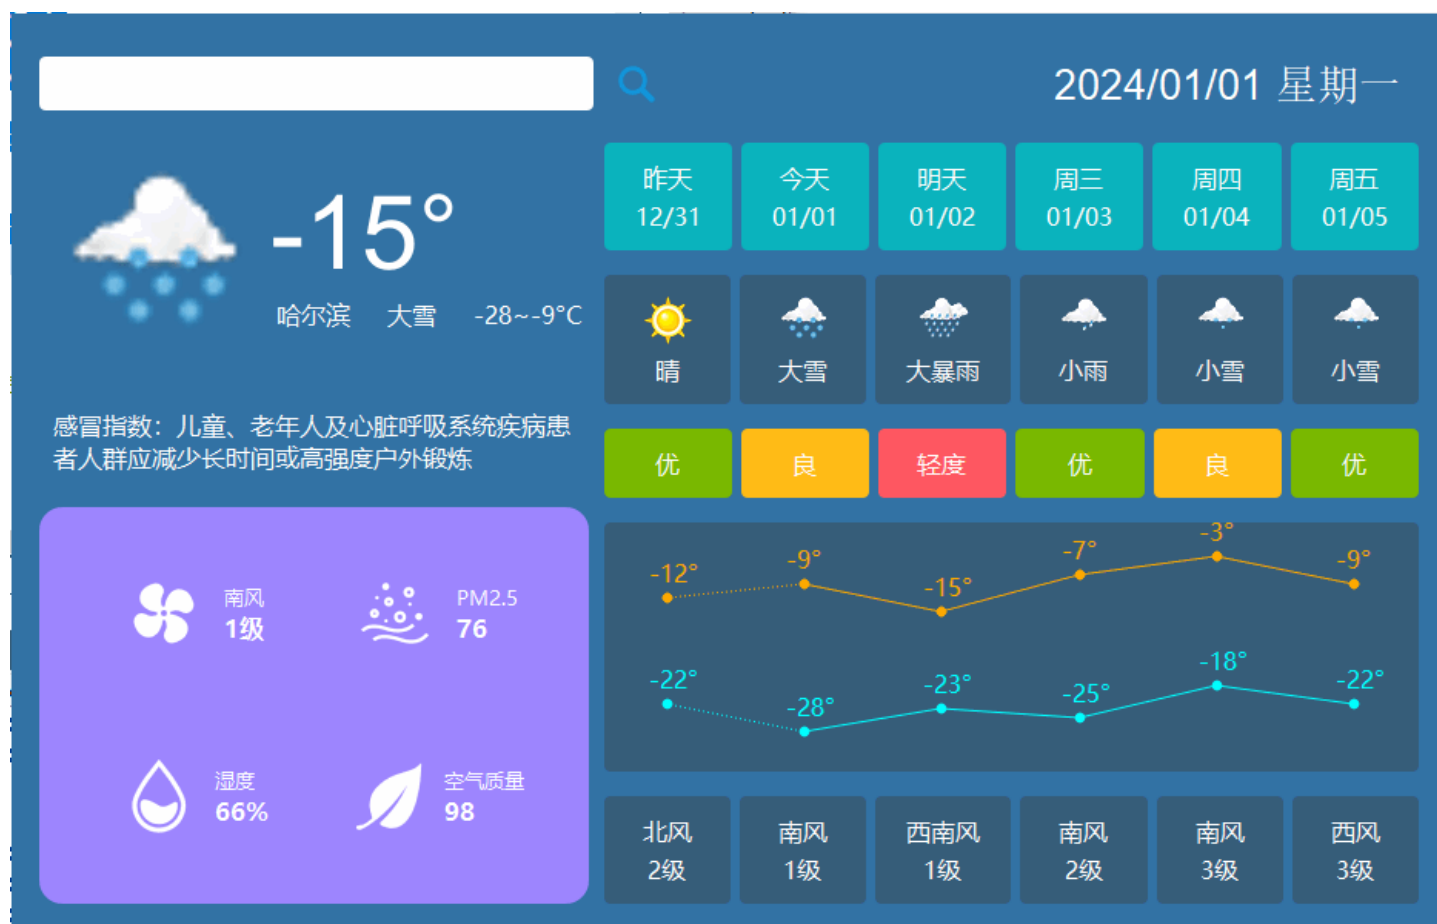 2024/01/01 星期一
-15°
哈尔滨 大雪 -28~-9°C
感冒指数：儿童、老年人及心脏呼吸系统疾病患
者人群应减少长时间或高强度户外锻炼
南风
1级
PM2.5
76
湿度
66%
空气质量
98
昨天 今天 明天 周三 周四 周五
12/31 01/01 01/02 01/03 01/04 01/05
晴 大雪 大暴雨 小雨 小雪 小雪
优 良 轻度 优 良 优
-12° -9° -15° -7° -3° -9°
-22° -28° -23° -25° -18° -22°
北风 南风 西南风 南风 南风 西风
2级 1级 1级 2级 3级 3级